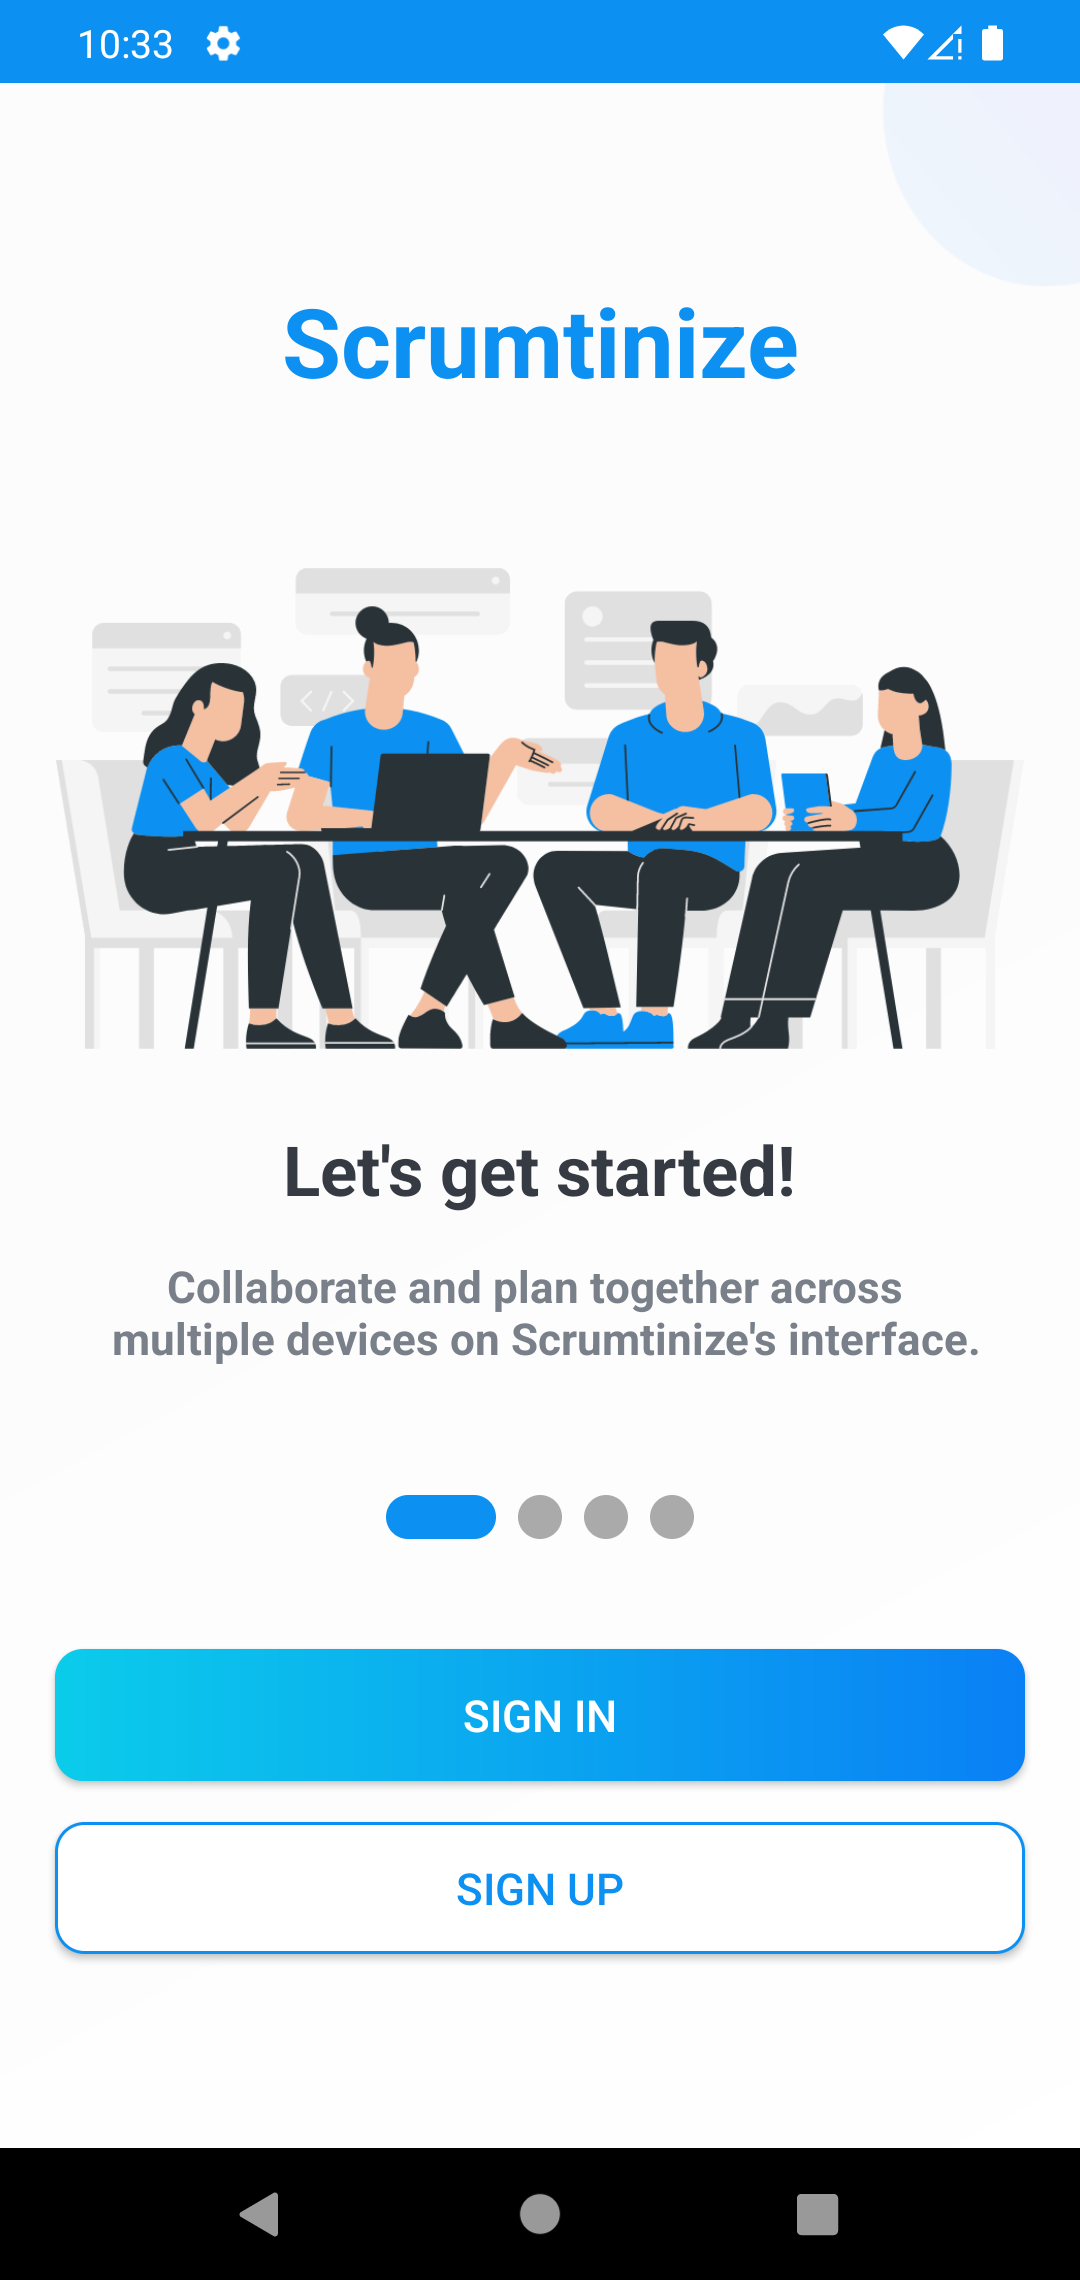 10:33
Scrumtinize
</>
Let's get started!
Collaborate and plan together across
multiple devices on Scrumtinize's interface.
SIGN IN
SIGN UP